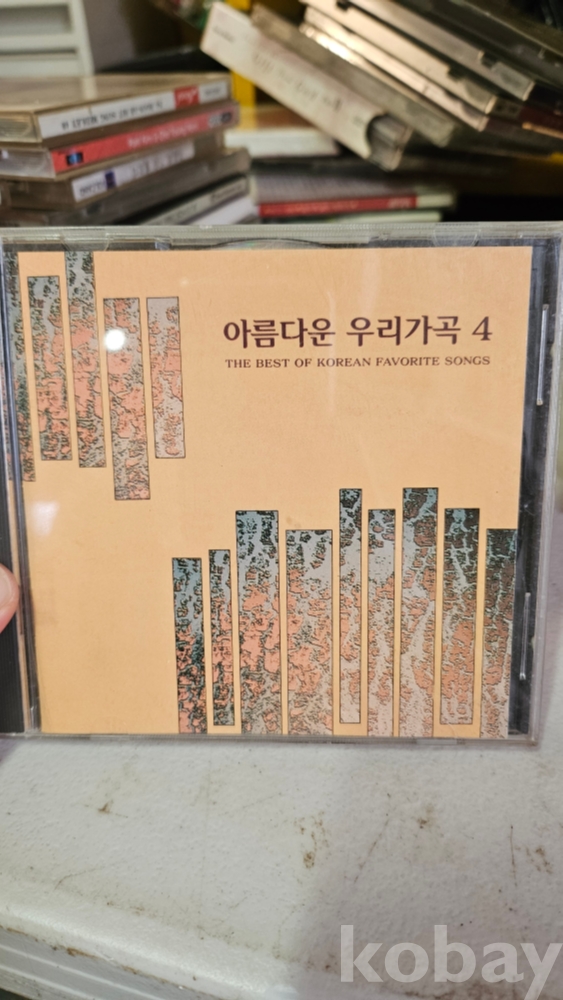 아름다운 우리가곡 4
THE BEST OF KOREAN FAVORITE SONGS
kobay